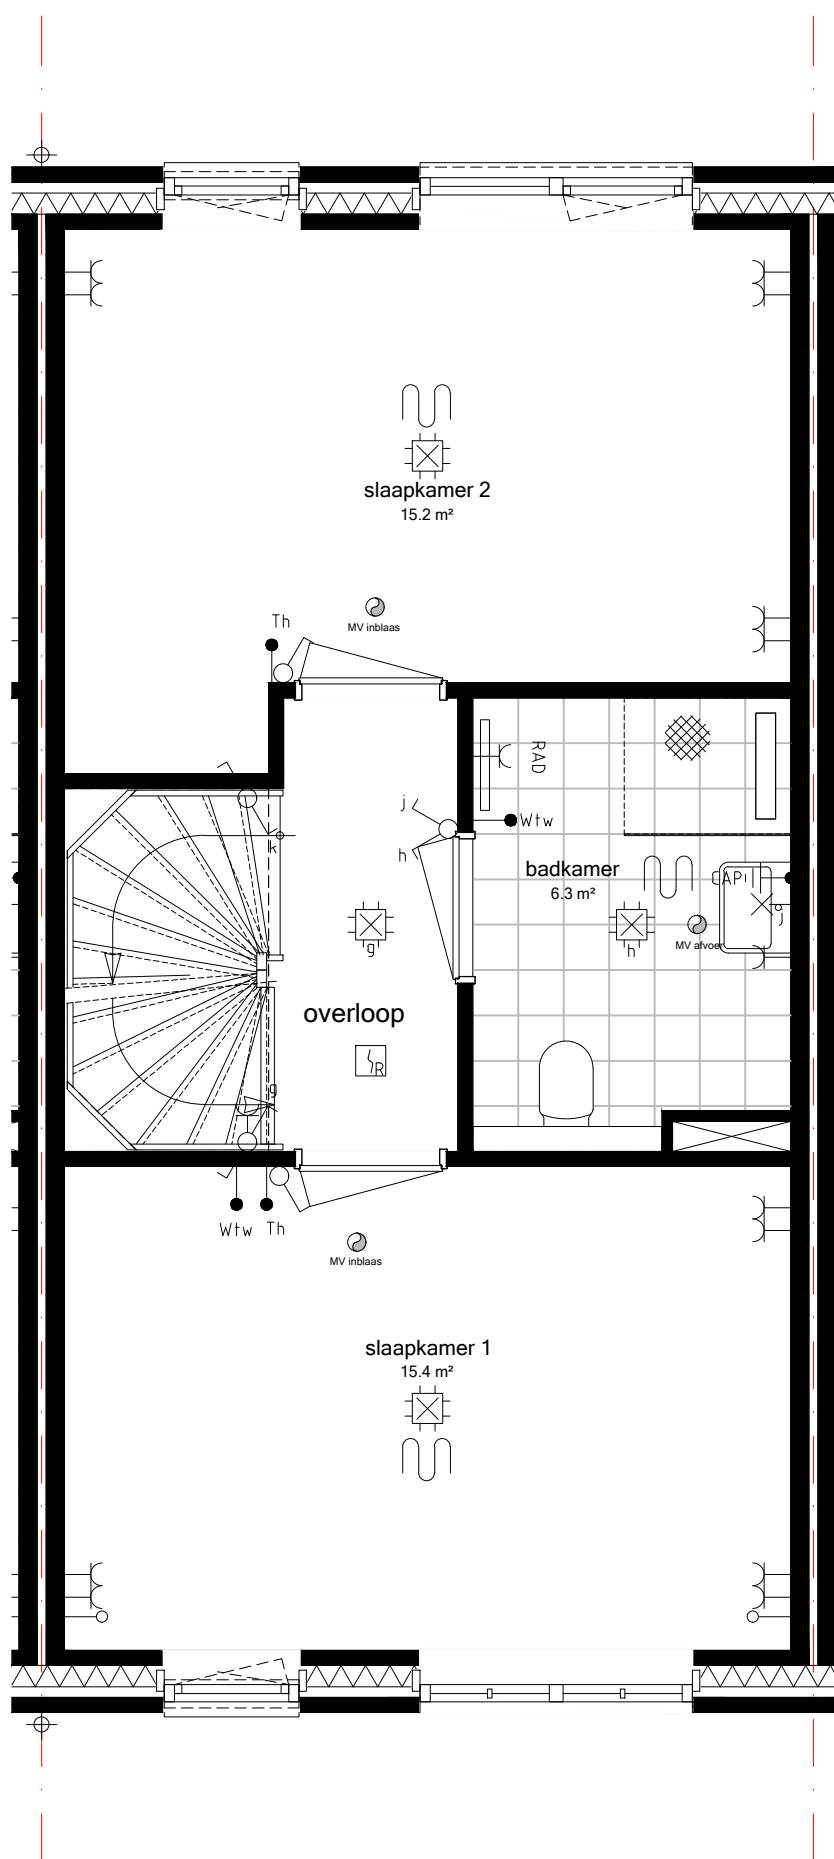 slaapkamer 2
15.2 m²
Th
MV inblaas
RAD
j
Wtw
h
k
badkamer
6.3 m²
g
h
MV afvoer
j
overloop
R
g
Wtw Th
MV inblaas
slaapkamer 1
15.4 m²